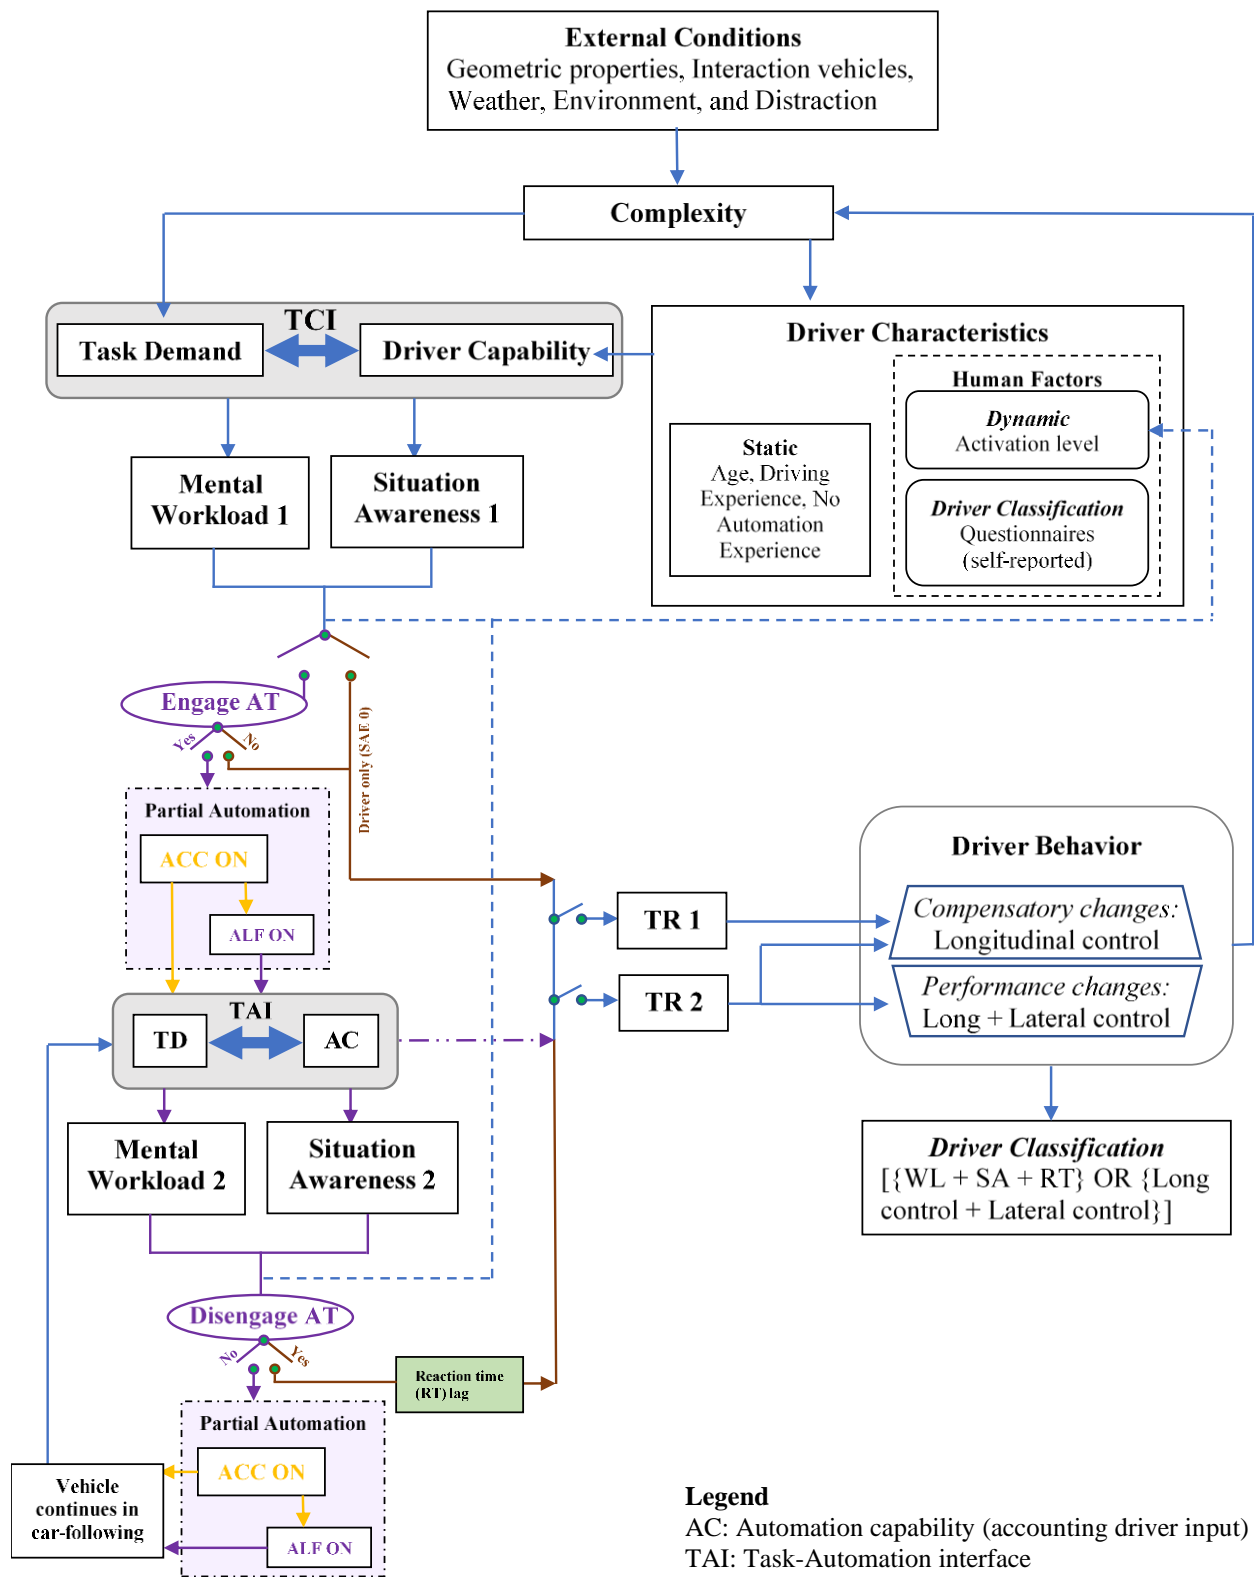 External Conditions
Geometric properties, Interaction vehicles,
Weather, Environment, and Distraction
Complexity
TCI
Task Demand
Driver Capability
Driver Characteristics
Human Factors
Dynamic
Activation level
Static
Age, Driving
Experience, No
Automation
Experience
Driver Classification
Questionnaires
(self-reported)
Mental
Workload 1
Situation
Awareness 1
Engage AT
Yes
No
Driver only (SAE 0)
Partial Automation
ACC ON
ALF ON
TAI
TD
AC
Mental
Workload 2
Situation
Awareness 2
TR 1
TR 2
Driver Behavior
Compensatory changes:
Longitudinal control
Performance changes:
Long + Lateral control
Driver Classification
[{WL + SA + RT} OR {Long
control + Lateral control}]
Disengage AT
No
Yes
Reaction time
(RT) lag
Partial Automation
ACC ON
ALF ON
Vehicle
continues in
car-following
Legend
AC: Automation capability (accounting driver input)
TAI: Task-Automation interface